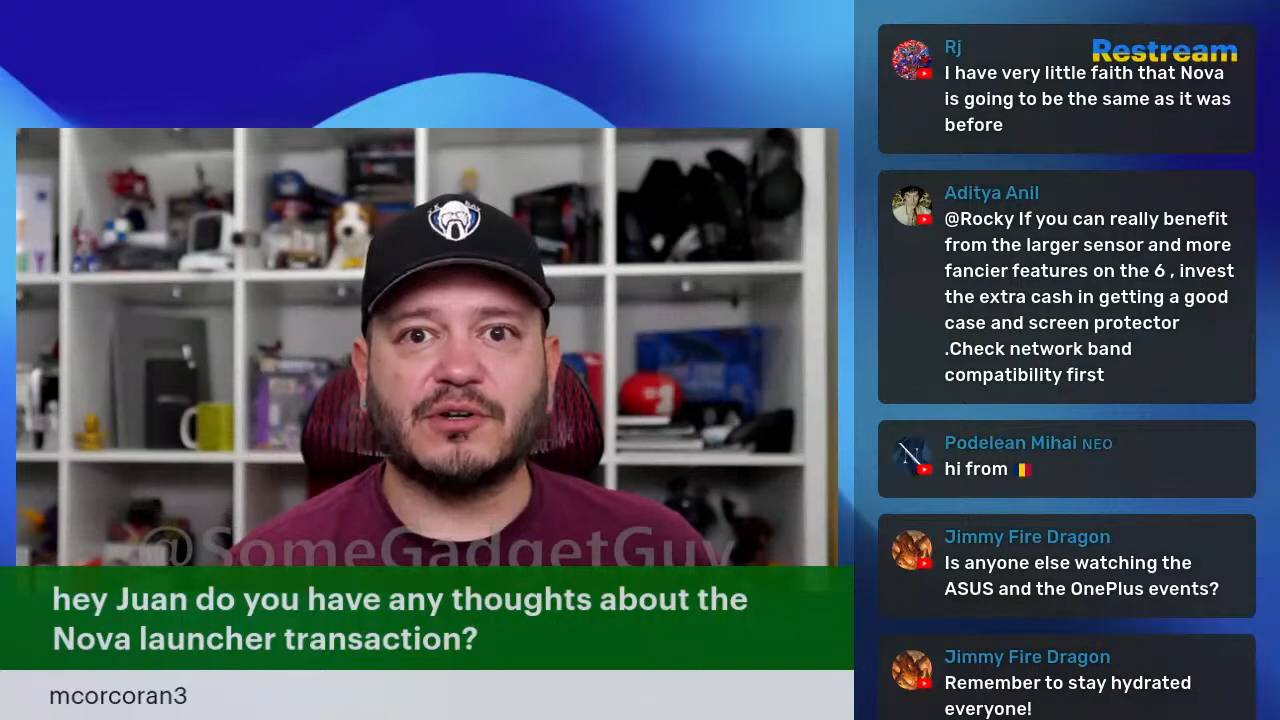 Restream
Rj
I have very little faith that Nova
is going to be the same as it was
before
Aditya Anil
@Rocky If you can really benefit
from the larger sensor and more
fancier features on the 6 , invest
the extra cash in getting a good
case and screen protector
.Check network band
compatibility first
Podelean Mihai NEO
hi from
Jimmy Fire Dragon
Is anyone else watching the
ASUS and the OnePlus events?
Jimmy Fire Dragon
Remember to stay hydrated
everyone!
@SomeGadgetGuy
hey Juan do you have any thoughts about the
Nova launcher transaction?
mcorcoran3